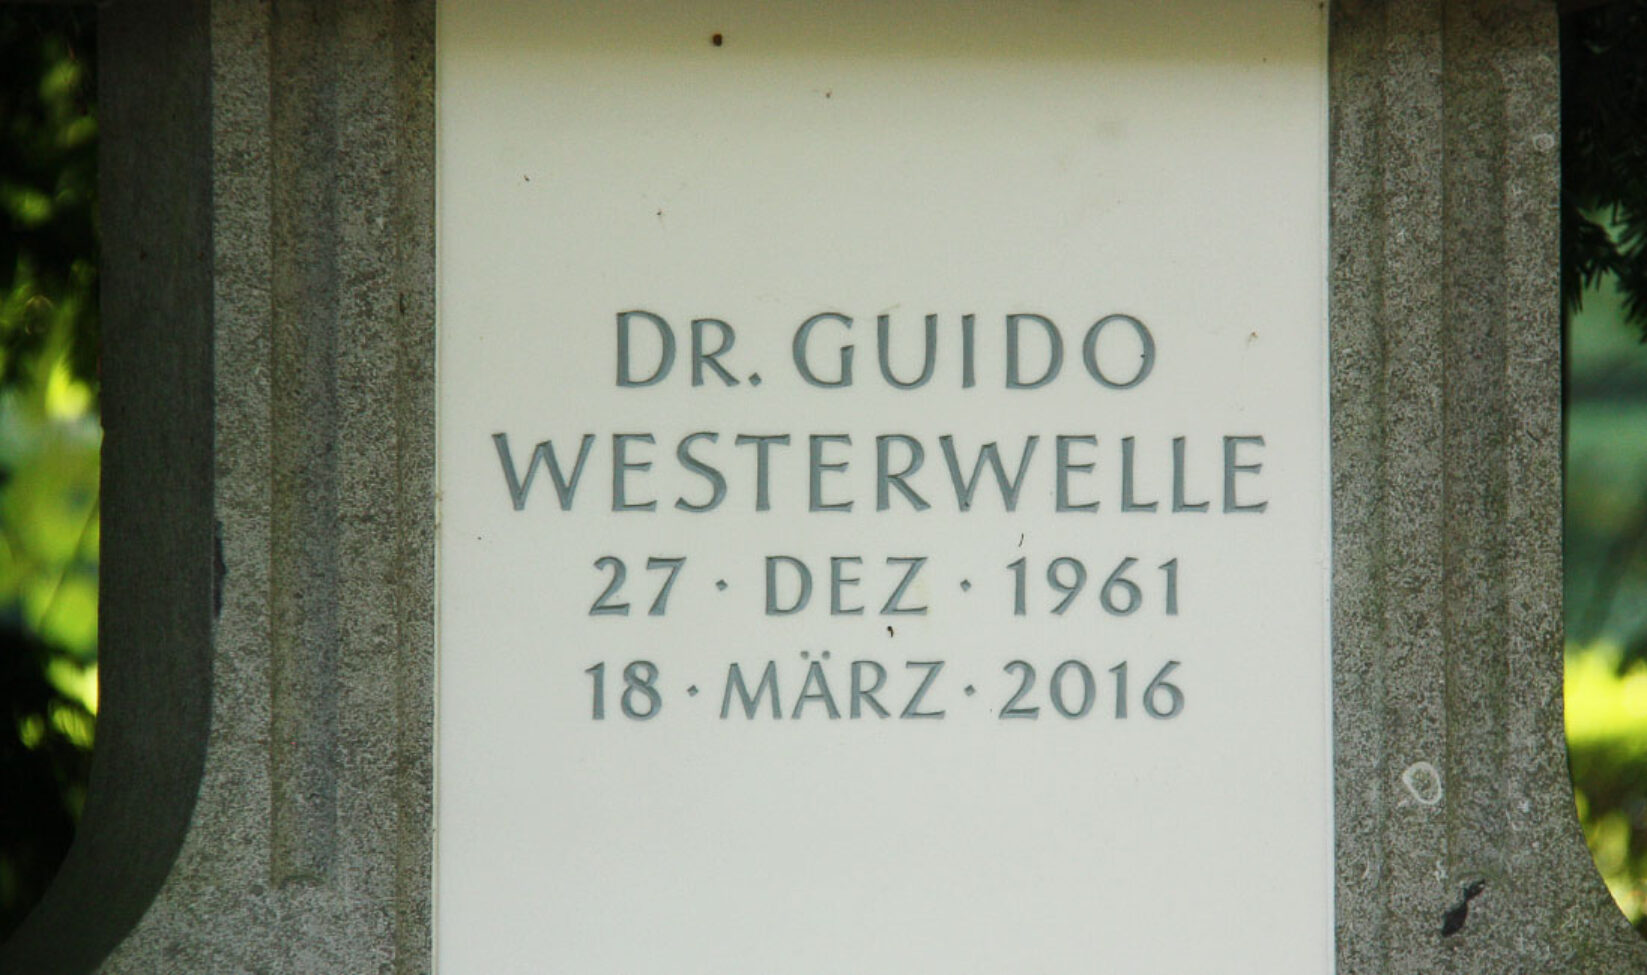 DR. GUIDO
WESTERWELLE
27 · DEZ · 1961
18 · MÄRZ · 2016